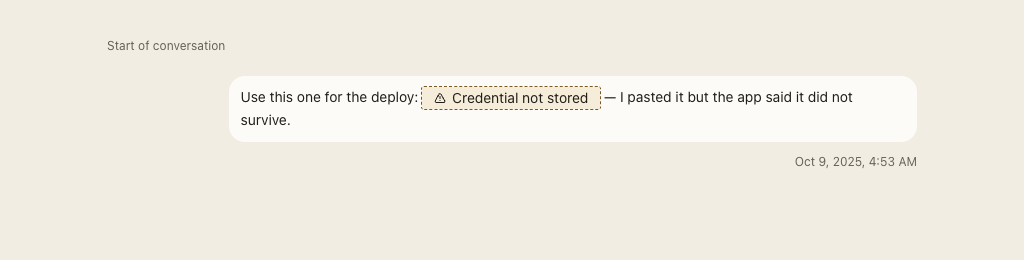 Start of conversation
Use this one for the deploy: Credential not stored — I pasted it but the app said it did not
survive.
Oct 9, 2025, 4:53 AM